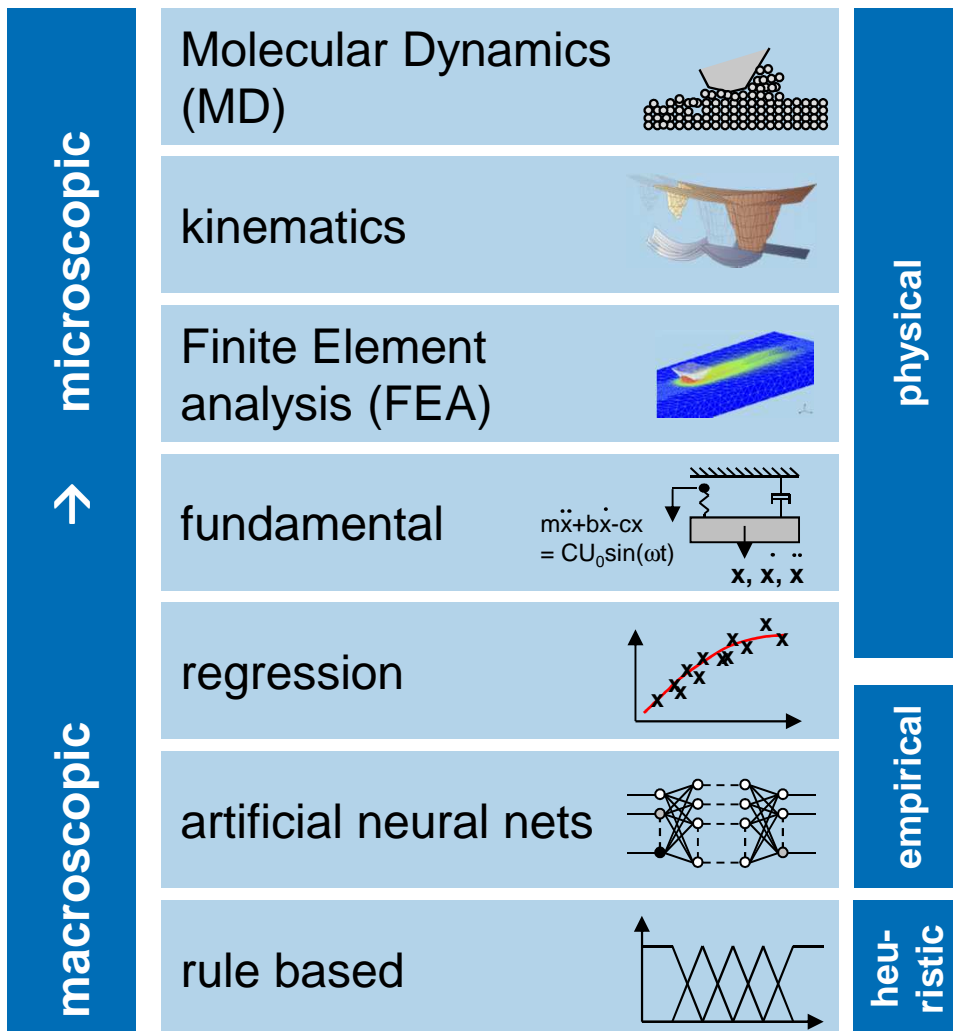 microscopic
→
macroscopic
Molecular Dynamics
(MD)
kinematics
Finite Element
analysis (FEA)
fundamental
mẍ+bẋ-cx
= CU₀sin(ωt)
x, ẋ, ẍ
regression
x x x x x x x x x x x x x
artificial neural nets
rule based
physical
empirical
heu-
ristic